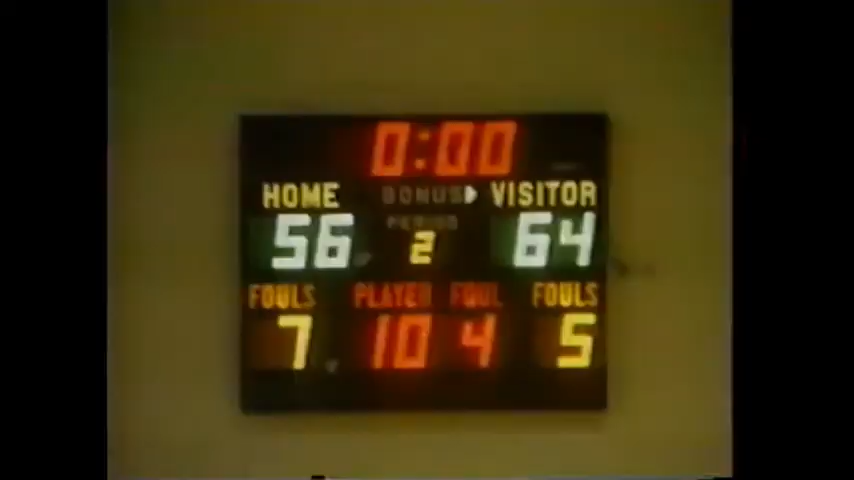 0:00
HOME BONUS VISITOR
56 PERIOD 64
2
FOULS PLAYER FOUL FOULS
7 10 4 5